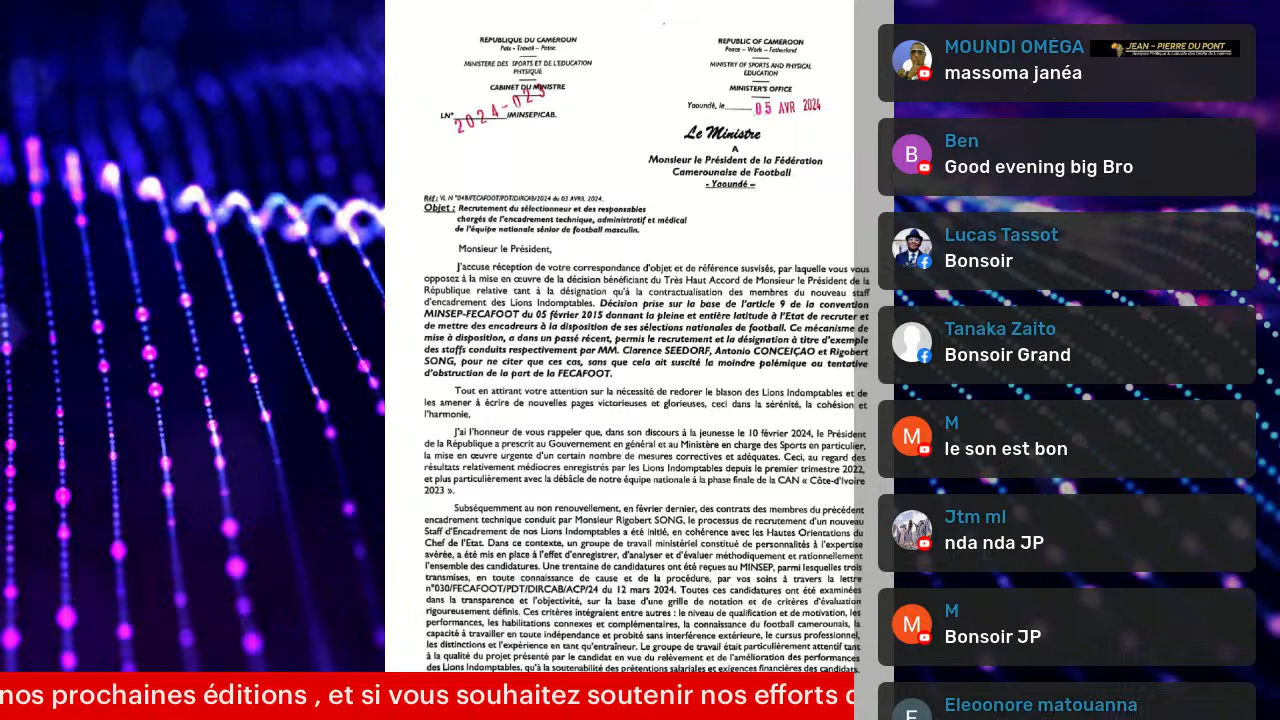 REPUBLIQUE DU CAMEROUN
Paix - Travail – Patrie
MINISTERE DES SPORTS ET DE L'EDUCATION
PHYSIQUE
CABINET DU MINISTRE
2024-023
LN° /MINSEP/CAB.
REPUBLIC OF CAMEROON
Peace – Work – Fatherland
MINISTRY OF SPORTS AND PHYSICAL
EDUCATION
MINISTER'S OFFICE
Yaoundé, le 05 AVR 2024
Le Ministre
A
Monsieur le Président de la Fédération
Camerounaise de Football
- Yaoundé –
Réf : VL N °048/FECAFOOT/PDT/DIRCAB/2024 du 03 AVRIL 2024.
Objet : Recrutement du sélectionneur et des responsables
chargés de l'encadrement technique, administratif et médical
de l'équipe nationale sénior de football masculin.
Monsieur le Président,
J'accuse réception de votre correspondance d'objet et de référence susvisés, par laquelle vous vous
opposez à la mise en œuvre de la décision bénéficiant du Très Haut Accord de Monsieur le Président de la
République relative tant à la désignation qu'à la contractualisation des membres du nouveau staff
d'encadrement des Lions Indomptables. Décision prise sur la base de l'article 9 de la convention
MINSEP-FECAFOOT du 05 février 2015 donnant la pleine et entière latitude à l'Etat de recruter et
de mettre des encadreurs à la disposition de ses sélections nationales de football. Ce mécanisme de
mise à disposition, a dans un passé récent, permis le recrutement et la désignation à titre d'exemple
des staffs conduits respectivement par MM. Clarence SEEDORF, Antonio CONCEIÇAO et Rigobert
SONG, pour ne citer que ces cas, sans que cela ait suscité la moindre polémique ou tentative
d'obstruction de la part de la FECAFOOT.
Tout en attirant votre attention sur la nécessité de redorer le blason des Lions Indomptables et de
les amener à écrire de nouvelles pages victorieuses et glorieuses, ceci dans la sérénité, la cohésion et
l'harmonie,
J'ai l'honneur de vous rappeler que, dans son discours à la jeunesse le 10 février 2024, le Président
de la République a prescrit au Gouvernement en général et au Ministère en charge des Sports en particulier,
la mise en œuvre urgente d'un certain nombre de mesures correctives et adéquates. Ceci, au regard des
résultats relativement médiocres enregistrés par les Lions Indomptables depuis le premier trimestre 2022,
et plus particulièrement avec la débâcle de notre équipe nationale à la phase finale de la CAN « Côte-d'Ivoire
2023 ».
Subséquemment au non renouvellement, en février dernier, des contrats des membres du précédent
encadrement technique conduit par Monsieur Rigobert SONG, le processus de recrutement d'un nouveau
Staff d'Encadrement de nos Lions Indomptables a été initié, en cohérence avec les Hautes Orientations du
Chef de l'Etat. Dans ce contexte, un groupe de travail ministériel constitué de personnalités à l'expertise
avérée, a été mis en place à l'effet d'enregistrer, d'analyser et d'évaluer méthodiquement et rationnellement
l'ensemble des candidatures. Une trentaine de candidatures ont été reçues au MINSEP, parmi lesquelles trois
transmises, en toute connaissance de cause et de la procédure, par vos soins à travers la lettre
n°030/FECAFOOT/PDT/DIRCAB/ACP/24 du 12 mars 2024. Toutes ces candidatures ont été examinées
dans la transparence et l'objectivité, sur la base d'une grille de notation et de critères d'évaluation
rigoureusement définis. Ces critères intégraient entre autres : le niveau de qualification et de motivation, les
performances, les habilitations connexes et complémentaires, la connaissance du football camerounais, la
capacité à travailler en toute indépendance et probité sans interférence extérieure, le cursus professionnel,
les distinctions et l'expérience en tant qu'entraîneur. Le groupe de travail était particulièrement attentif tant
à la qualité du projet présenté par le candidat en vue du relèvement et de l'amélioration des performances
des Lions Indomptables, qu'à la soutenabilité des prétentions salariales et exigences financières des candidats.
nos prochaines éditions , et si vous souhaitez soutenir nos efforts
MOUNDI OMÉGA
JEAN - PIERRE DU PONT
massoma janéa
B
Ben
Good evening big Bro
Lucas Tassot
Bonsoir
Tanaka Zaito
Bonsoir Grand
M
M
le son est bon
Jtm ml
nda nda JP
M
M
Bonsoir JP
E
Eleoonore matouanna